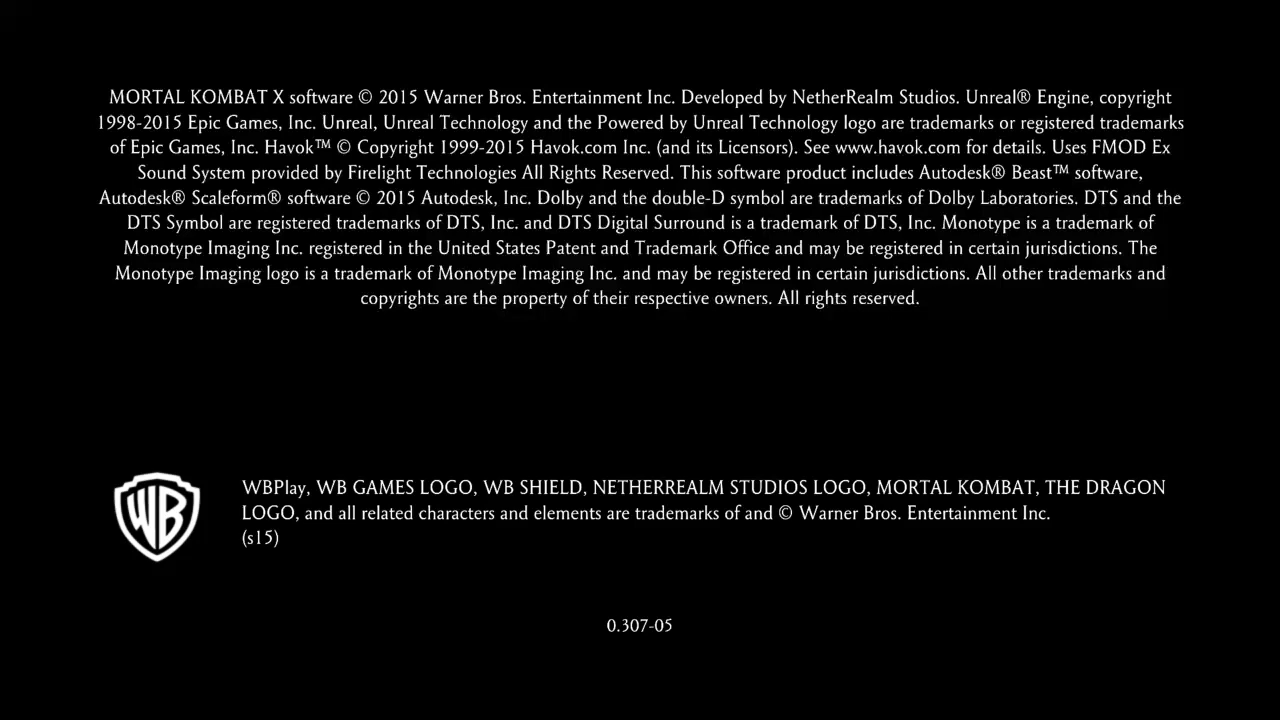 MORTAL KOMBAT X software © 2015 Warner Bros. Entertainment Inc. Developed by NetherRealm Studios. Unreal® Engine, copyright
1998-2015 Epic Games, Inc. Unreal, Unreal Technology and the Powered by Unreal Technology logo are trademarks or registered trademarks
of Epic Games, Inc. Havok™ © Copyright 1999-2015 Havok.com Inc. (and its Licensors). See www.havok.com for details. Uses FMOD Ex
Sound System provided by Firelight Technologies All Rights Reserved. This software product includes Autodesk® Beast™ software,
Autodesk® Scaleform® software © 2015 Autodesk, Inc. Dolby and the double-D symbol are trademarks of Dolby Laboratories. DTS and the
DTS Symbol are registered trademarks of DTS, Inc. and DTS Digital Surround is a trademark of DTS, Inc. Monotype is a trademark of
Monotype Imaging Inc. registered in the United States Patent and Trademark Office and may be registered in certain jurisdictions. The
Monotype Imaging logo is a trademark of Monotype Imaging Inc. and may be registered in certain jurisdictions. All other trademarks and
copyrights are the property of their respective owners. All rights reserved.
WB
WBPlay, WB GAMES LOGO, WB SHIELD, NETHERREALM STUDIOS LOGO, MORTAL KOMBAT, THE DRAGON
LOGO, and all related characters and elements are trademarks of and © Warner Bros. Entertainment Inc.
(s15)
0.307-05